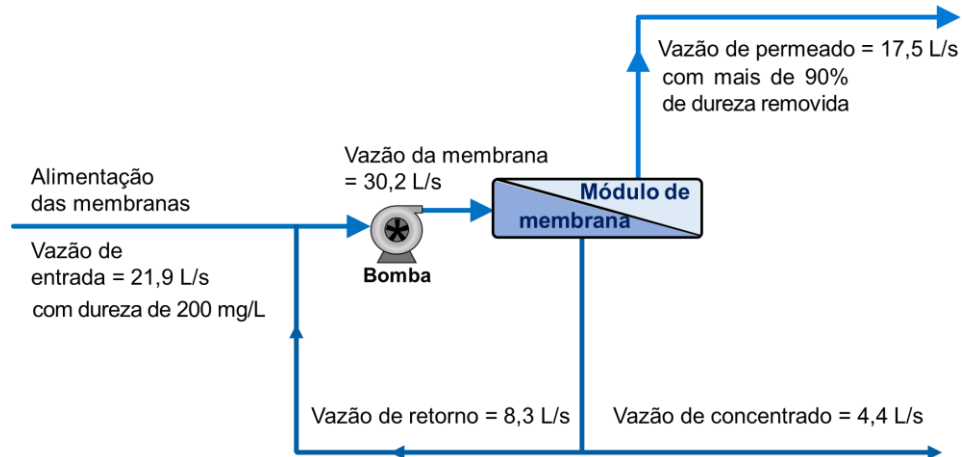 Vazão de permeado = 17,5 L/s
com mais de 90%
de dureza removida
Vazão da membrana
= 30,2 L/s
Alimentação
das membranas
Módulo de
membrana
Vazão de
entrada = 21,9 L/s
com dureza de 200 mg/L
Bomba
Vazão de retorno = 8,3 L/s
Vazão de concentrado = 4,4 L/s